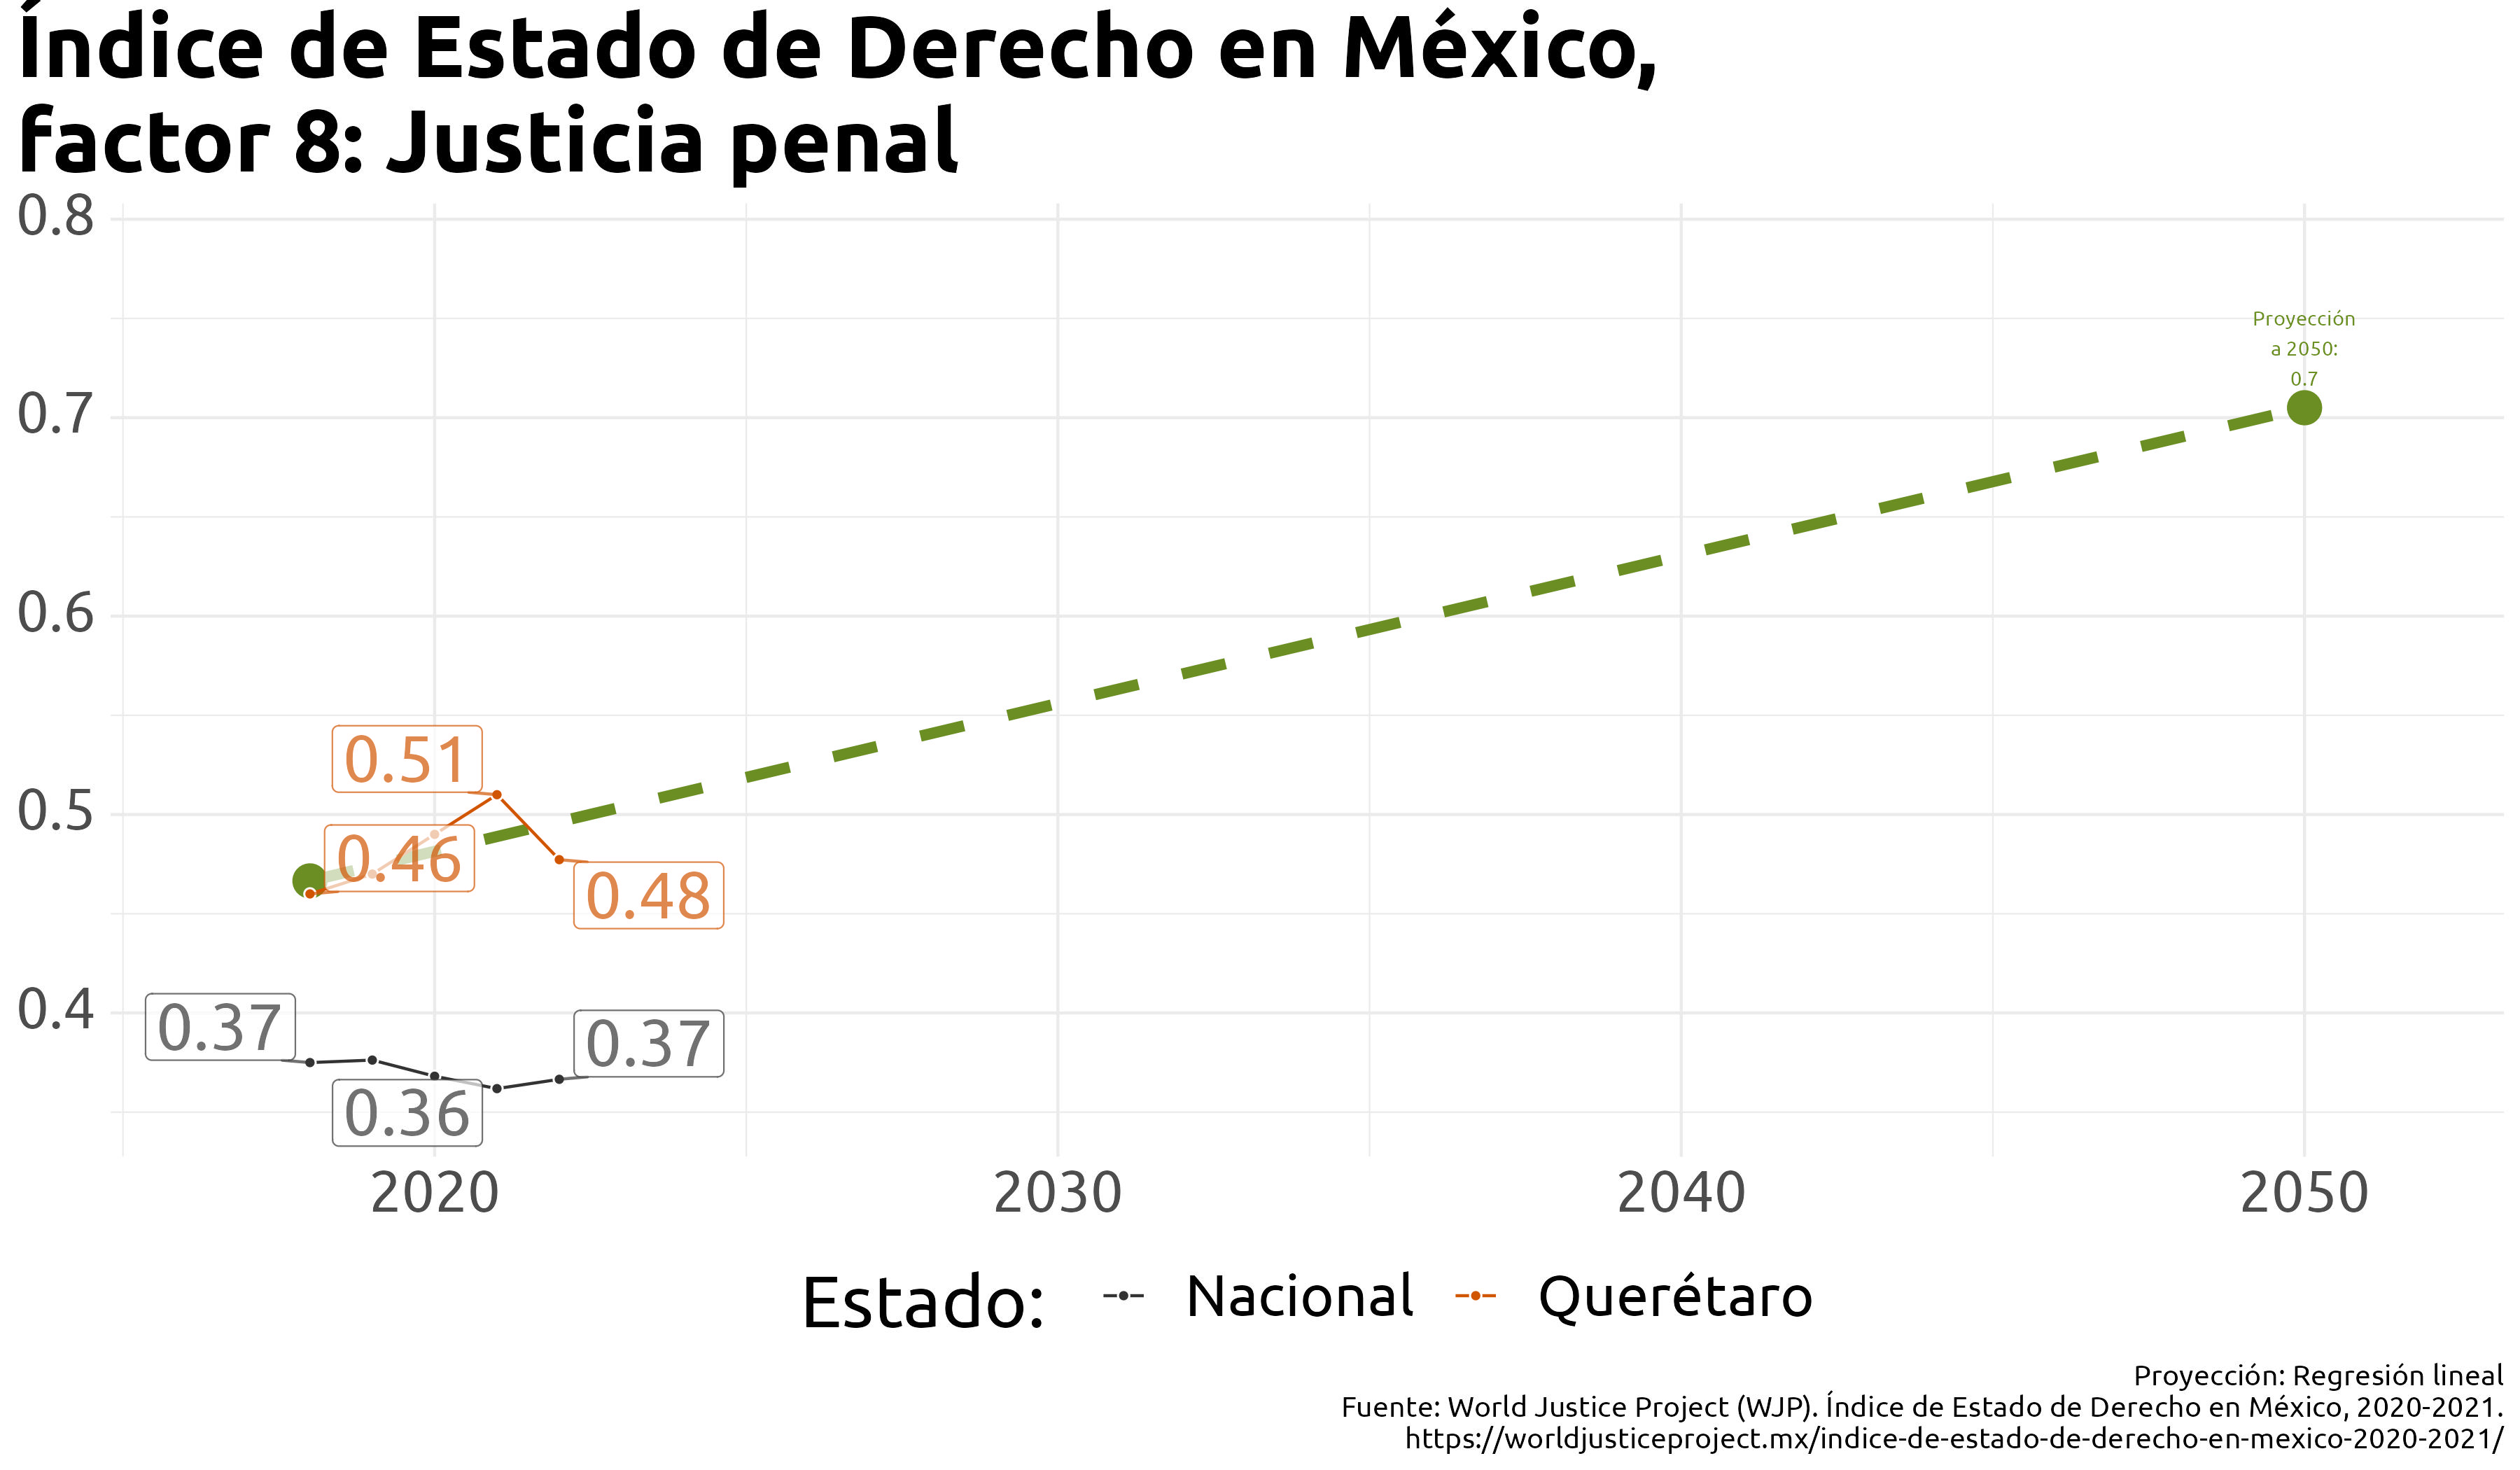 Índice de Estado de Derecho en México,
factor 8: Justicia penal
0.8
Proyección
a 2050:
0.7
0.7
0.6
0.51
0.5
0.46
0.48
0.4
0.37
0.37
0.36
2020
2030
2040
2050
Estado:
Nacional
Querétaro
Proyección: Regresión lineal
Fuente: World Justice Project (WJP). Índice de Estado de Derecho en México, 2020-2021.
https://worldjusticeproject.mx/indice-de-estado-de-derecho-en-mexico-2020-2021/